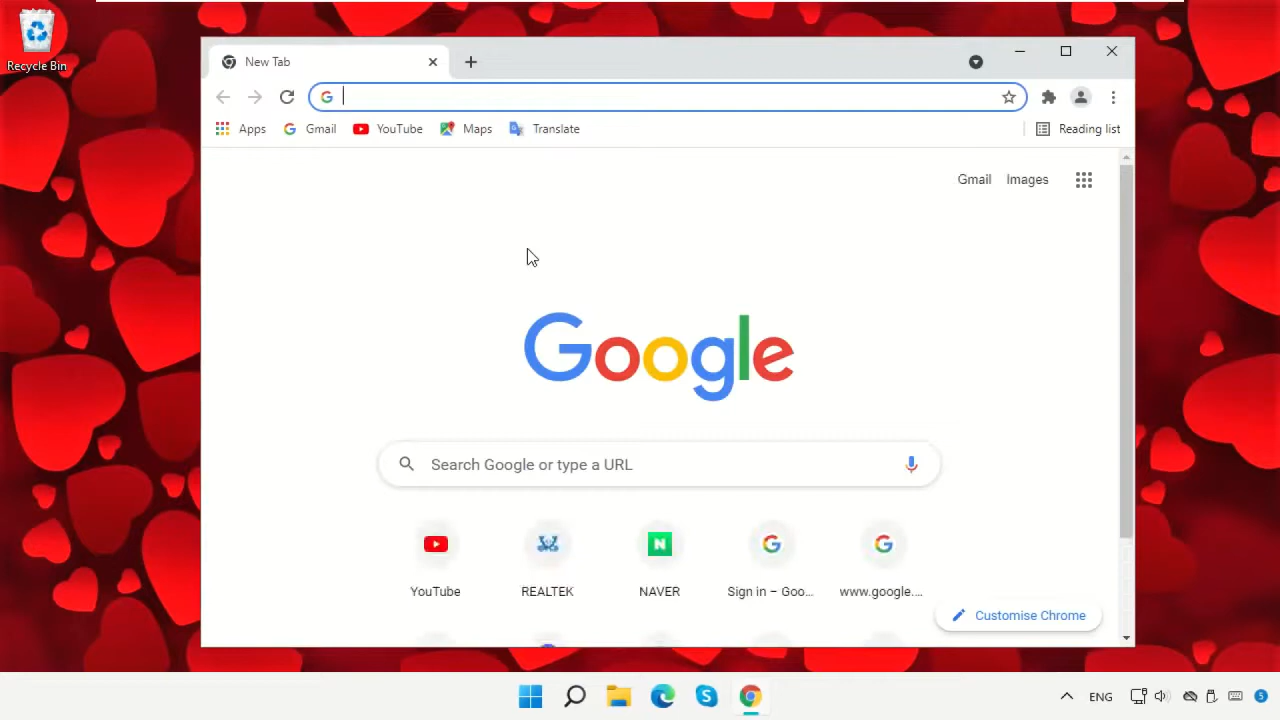 Recycle Bin
New Tab
Apps
Gmail
YouTube
Maps
Translate
Reading list
Gmail
Images
Google
Search Google or type a URL
YouTube
REALTEK
NAVER
Sign in – Goo...
www.google....
Customise Chrome
ENG
5